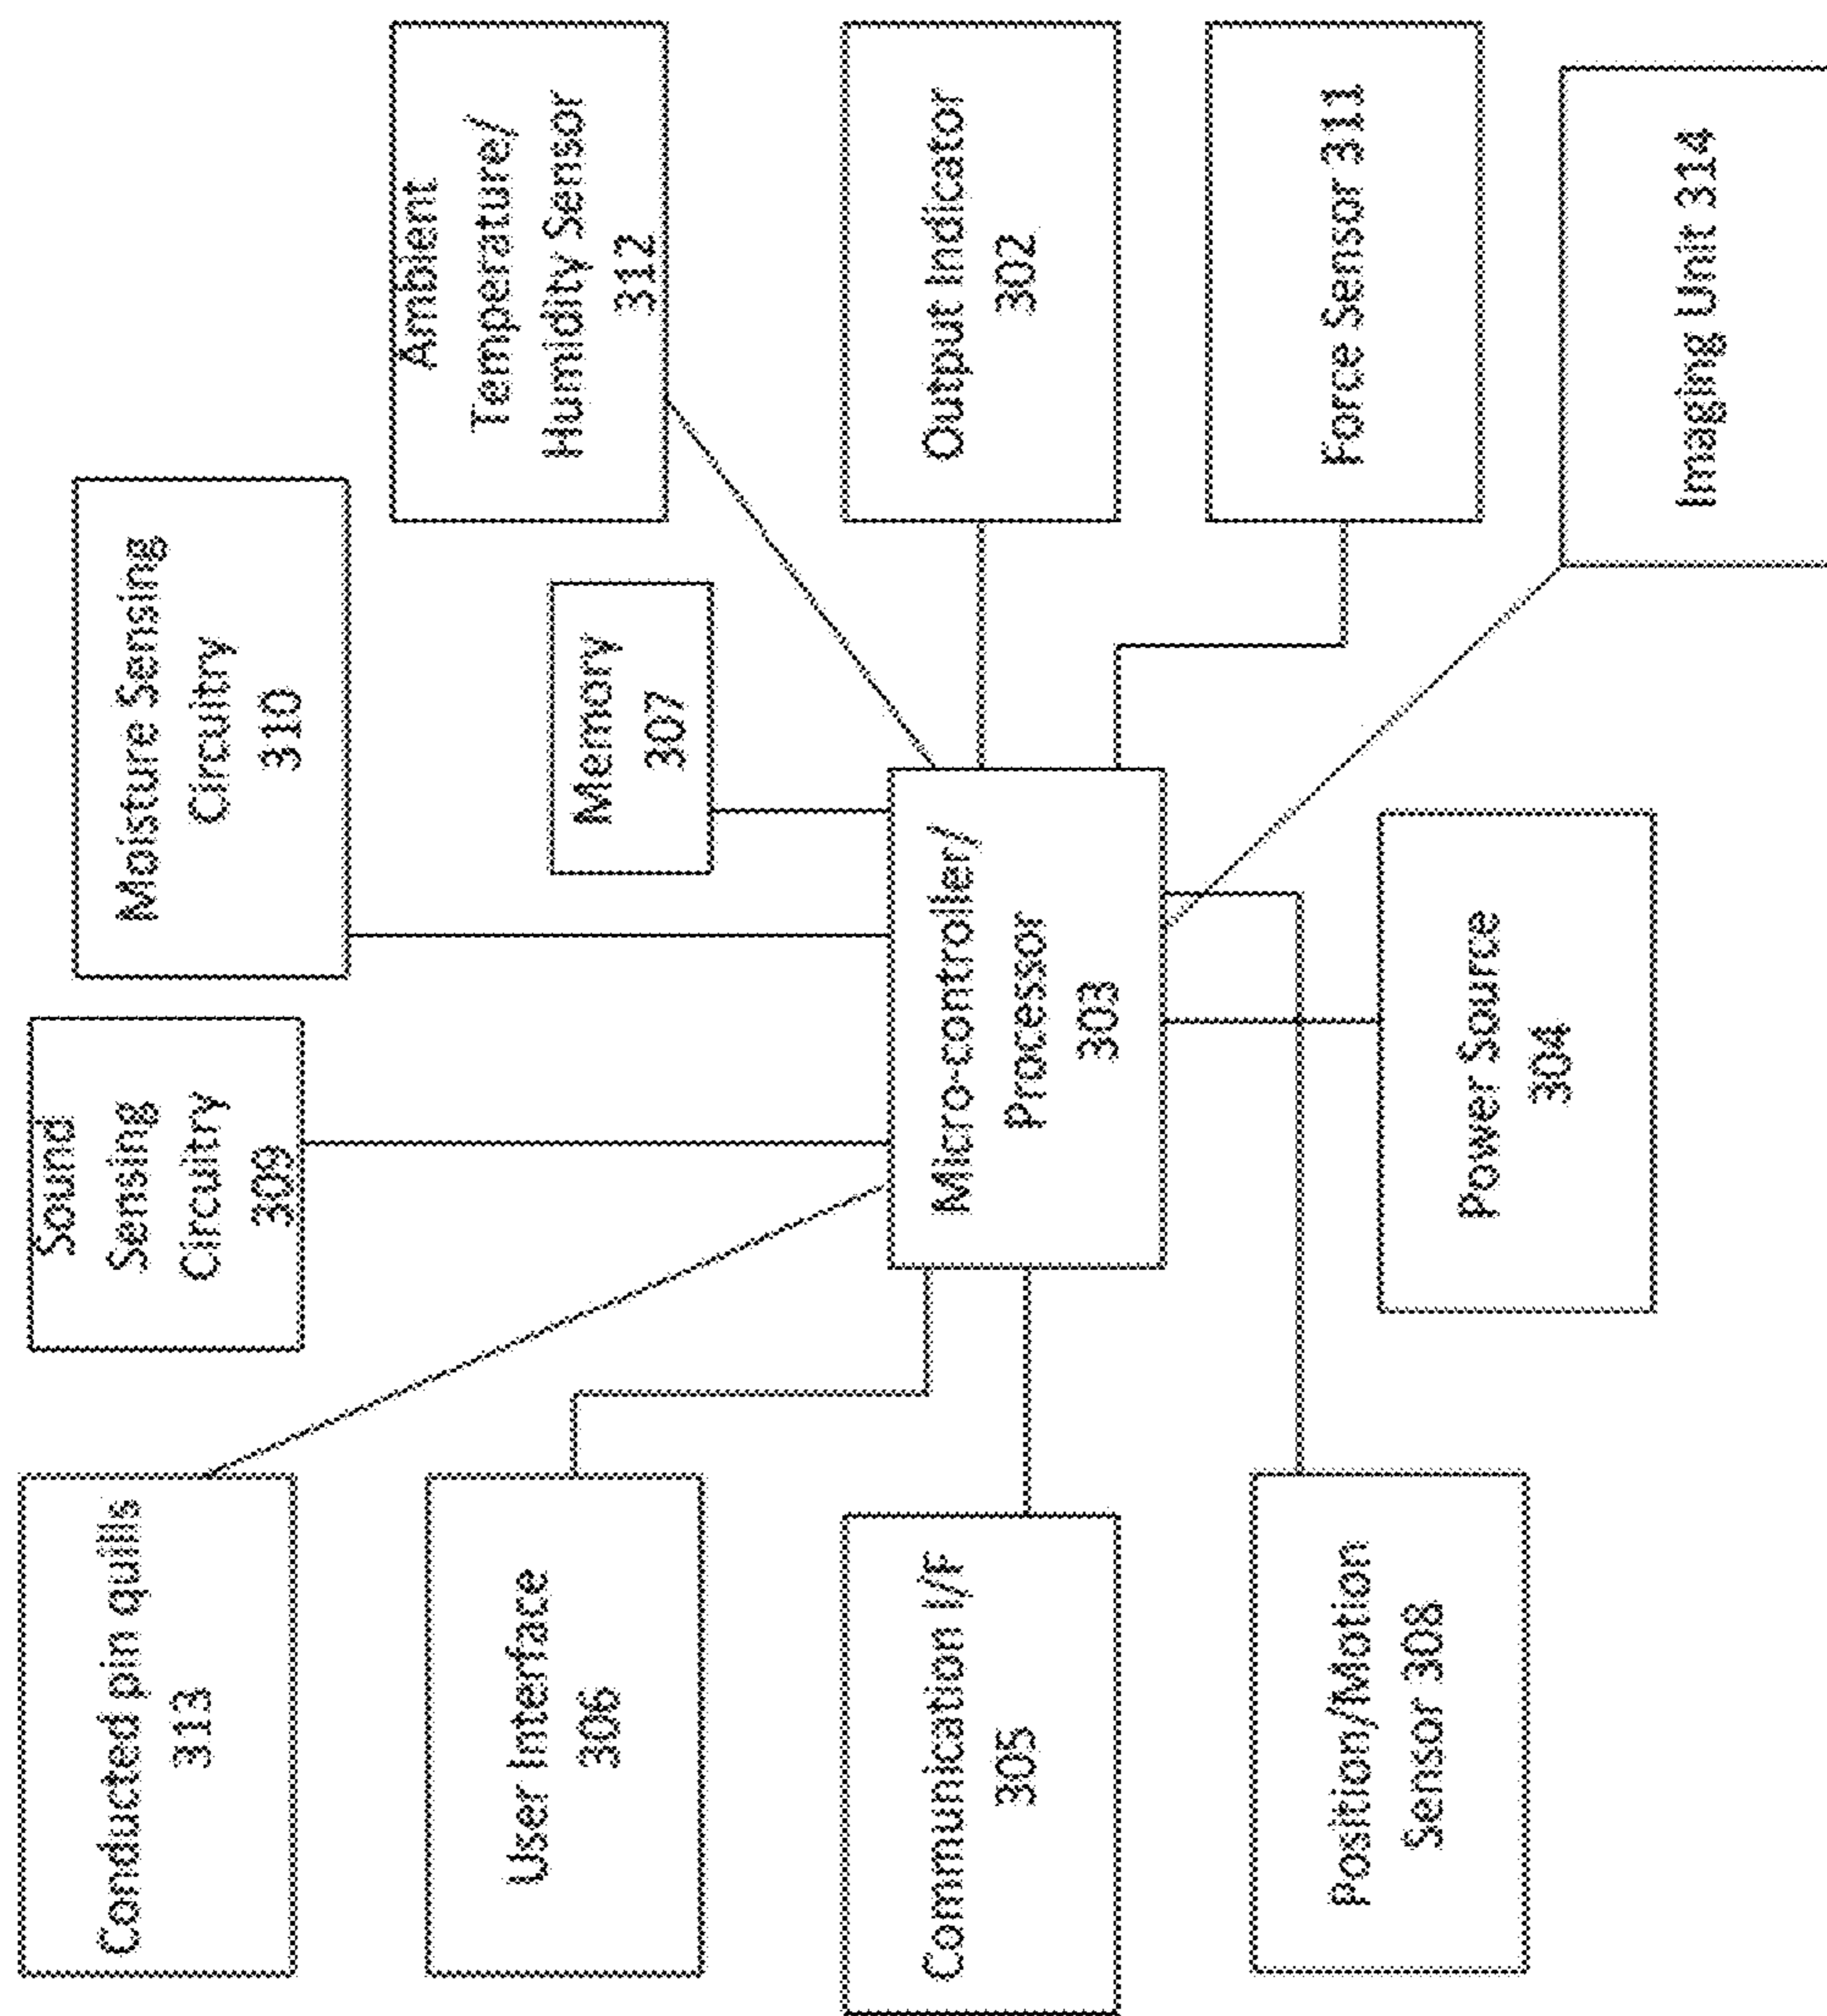 Conducted pin quills
313
Sound
Sensing
Circuitry
309
Moisture Sensing
Circuitry
310
Ambient
Temperature/
Humidity Sensor
312
User Interface
306
Memory
307
Communication I/F
305
Micro-controller/
Processor
303
Output Indicator
302
Position/Motion
Sensor 308
Power Source
304
Force Sensor 311
Imaging Unit 314